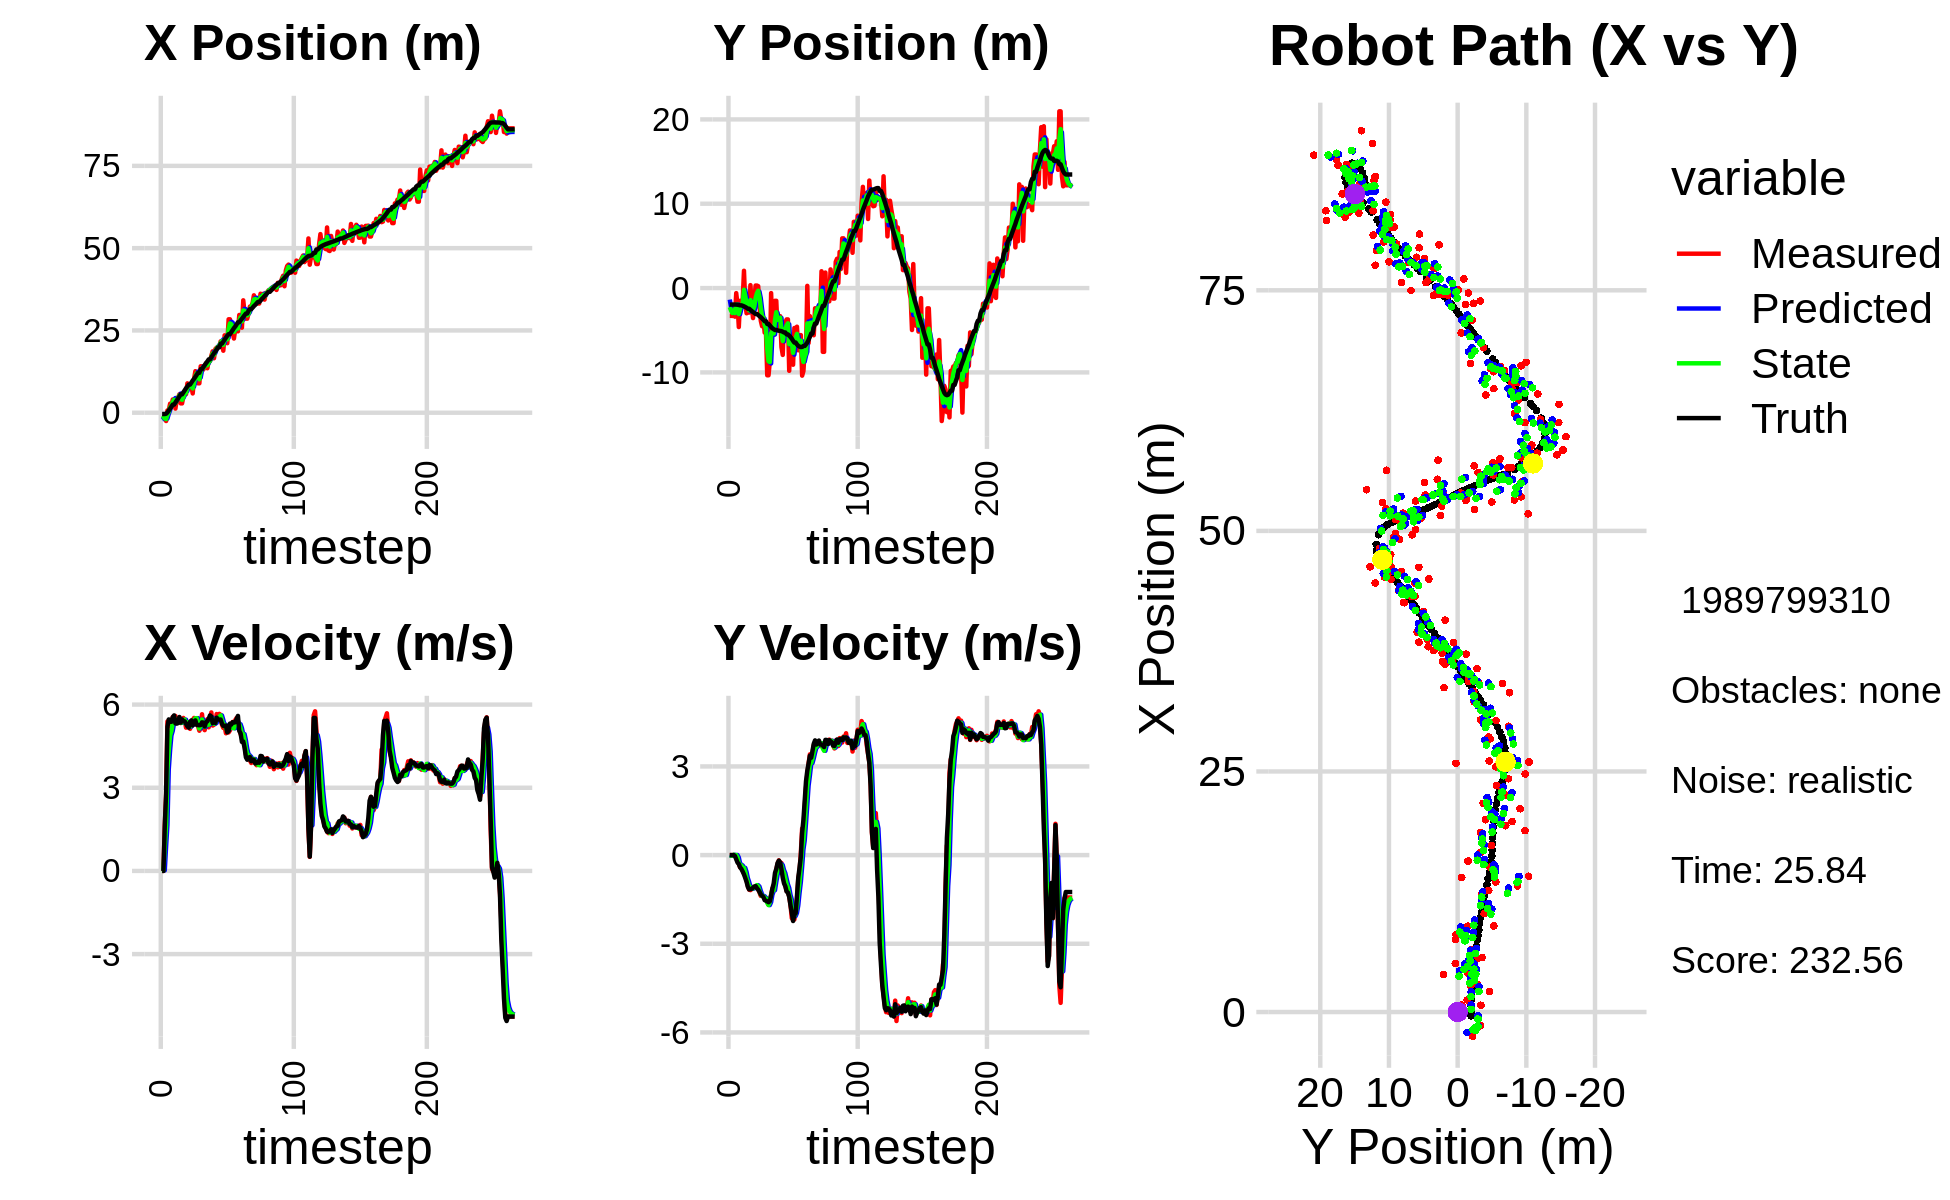 X Position (m)
75
50
25
0
0
100
200
timestep
Y Position (m)
20
10
0
-10
0
100
200
timestep
X Velocity (m/s)
6
3
0
-3
0
100
200
timestep
Y Velocity (m/s)
3
0
-3
-6
0
100
200
timestep
Robot Path (X vs Y)
X Position (m)
75
50
25
0
20 10 0 -10 -20
Y Position (m)
variable
Measured
Predicted
State
Truth
1989799310
Obstacles: none
Noise: realistic
Time: 25.84
Score: 232.56